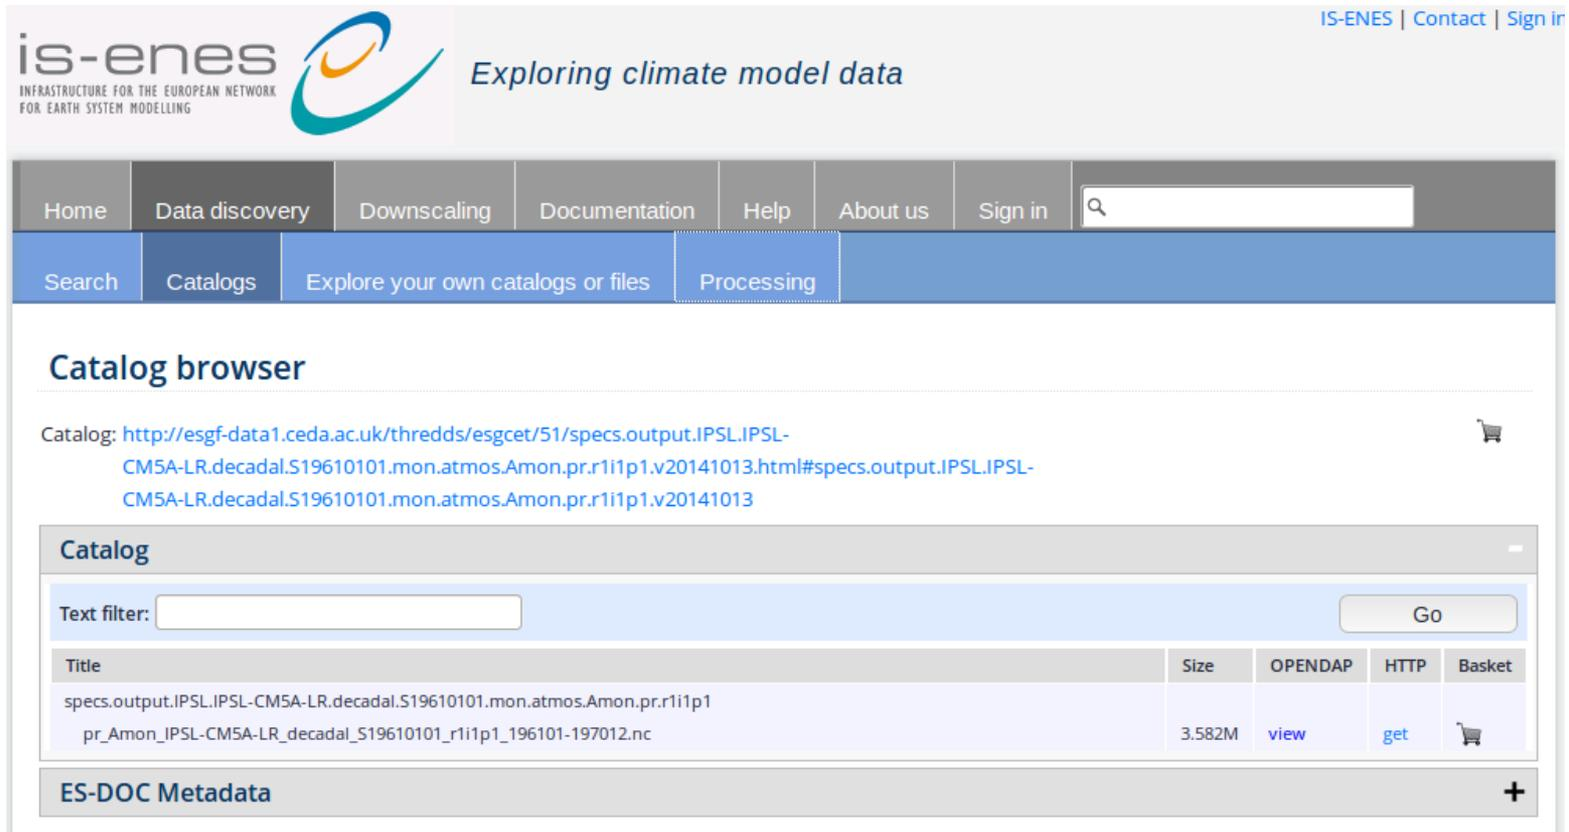 IS-ENES | Contact | Sign in
is-enes
INFRASTRUCTURE FOR THE EUROPEAN NETWORK
FOR EARTH SYSTEM MODELLING
Exploring climate model data
Home Data discovery Downscaling Documentation Help About us Sign in
Search Catalogs Explore your own catalogs or files Processing
Catalog browser
Catalog: http://esgf-data1.ceda.ac.uk/thredds/esgcet/51/specs.output.IPSL.IPSL-
CM5A-LR.decadal.S19610101.mon.atmos.Amon.pr.r1i1p1.v20141013.html#specs.output.IPSL.IPSL-
CM5A-LR.decadal.S19610101.mon.atmos.Amon.pr.r1i1p1.v20141013
Catalog
Text filter: Go
Title Size OPENDAP HTTP Basket
specs.output.IPSL.IPSL-CM5A-LR.decadal.S19610101.mon.atmos.Amon.pr.r1i1p1
pr_Amon_IPSL-CM5A-LR_decadal_S19610101_r1i1p1_196101-197012.nc 3.582M view get
ES-DOC Metadata